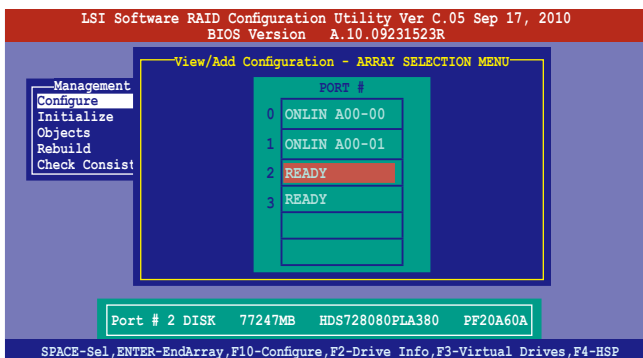 LSI Software RAID Configuration Utility Ver C.05 Sep 17, 2010
BIOS Version A.10.09231523R
View/Add Configuration - ARRAY SELECTION MENU
Management
Configure
Initialize
Objects
Rebuild
Check Consist
PORT #
0 ONLIN A00-00
1 ONLIN A00-01
2 READY
3 READY
Port # 2 DISK 77247MB HDS728080PLA380 PF20A60A
SPACE-Sel,ENTER-EndArray,F10-Configure,F2-Drive Info,F3-Virtual Drives,F4-HSP